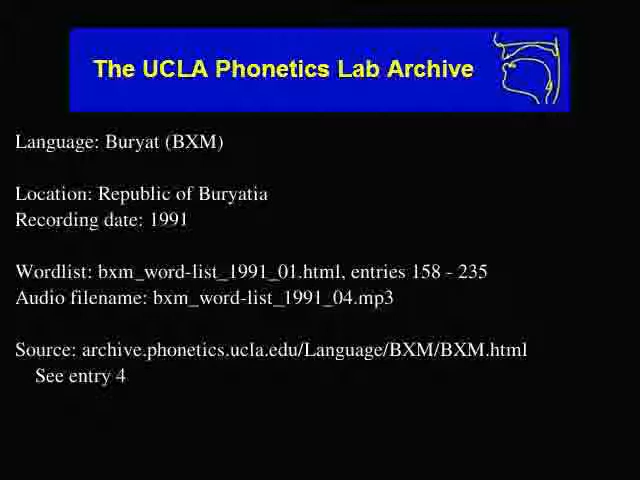 The UCLA Phonetics Lab Archive
Language: Buryat (BXM)
Location: Republic of Buryatia
Recording date: 1991
Wordlist: bxm_word-list_1991_01.html, entries 158 - 235
Audio filename: bxm_word-list_1991_04.mp3
Source: archive.phonetics.ucla.edu/Language/BXM/BXM.html
See entry 4